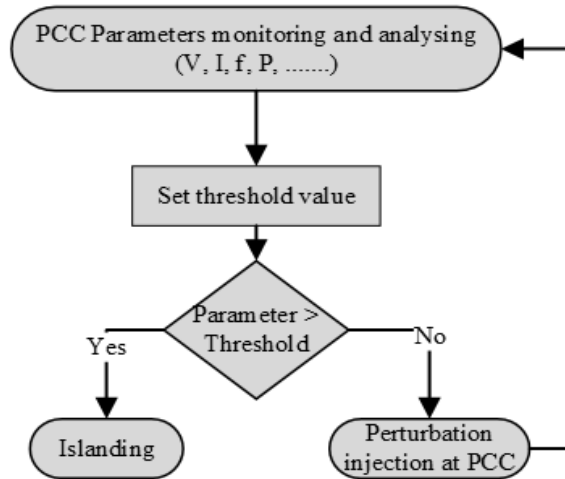 PCC Parameters monitoring and analysing
(V, I, f, P, .......)
Set threshold value
Parameter >
Threshold
Yes
No
Islanding
Perturbation
injection at PCC